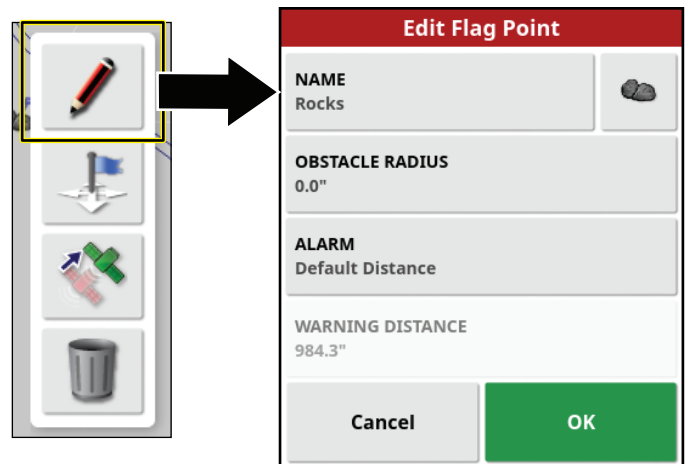 Edit Flag Point
NAME
Rocks
OBSTACLE RADIUS
0.0"
ALARM
Default Distance
WARNING DISTANCE
984.3"
Cancel
OK